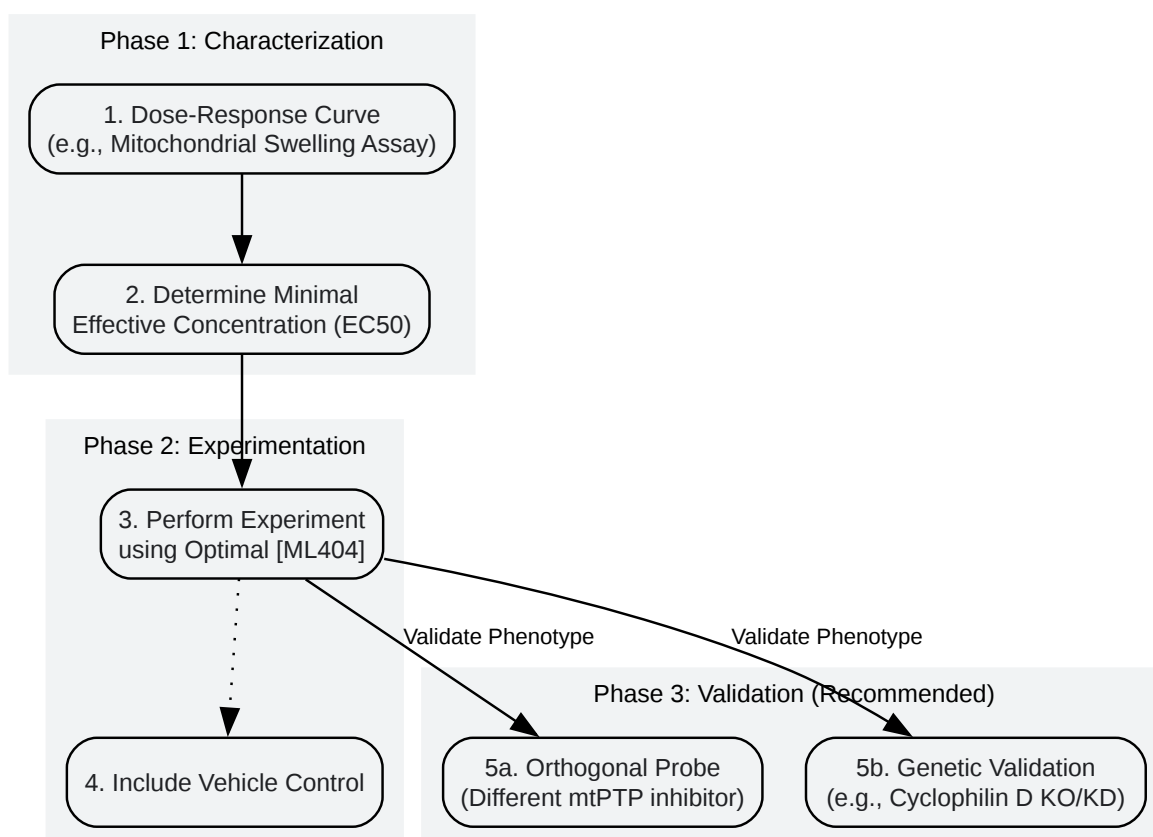 Phase 1: Characterization
1. Dose-Response Curve
(e.g., Mitochondrial Swelling Assay)
2. Determine Minimal
Effective Concentration (EC50)
Phase 2: Experimentation
3. Perform Experiment
using Optimal [ML404]
Validate Phenotype
Validate Phenotype
Phase 3: Validation (Recommended)
4. Include Vehicle Control
5a. Orthogonal Probe
(Different mtPTP inhibitor)
5b. Genetic Validation
(e.g., Cyclophilin D KO/KD)